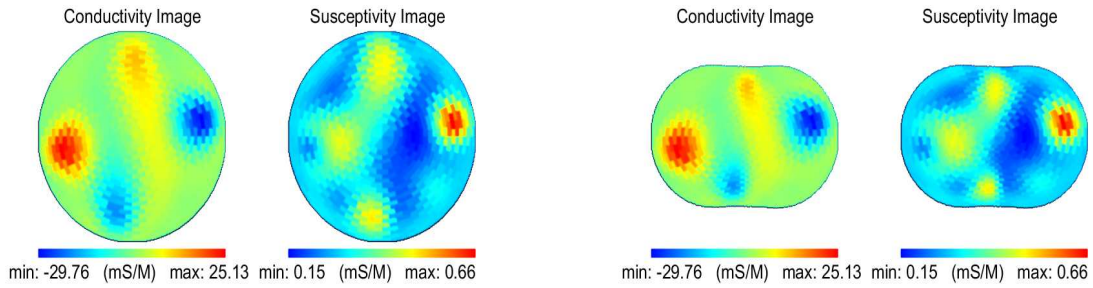 Conductivity Image Susceptivity Image Conductivity Image Susceptivity Image
min: -29.76 (mS/M) max: 25.13 min: 0.15 (mS/M) max: 0.66 min: -29.76 (mS/M) max: 25.13 min: 0.15 (mS/M) max: 0.66